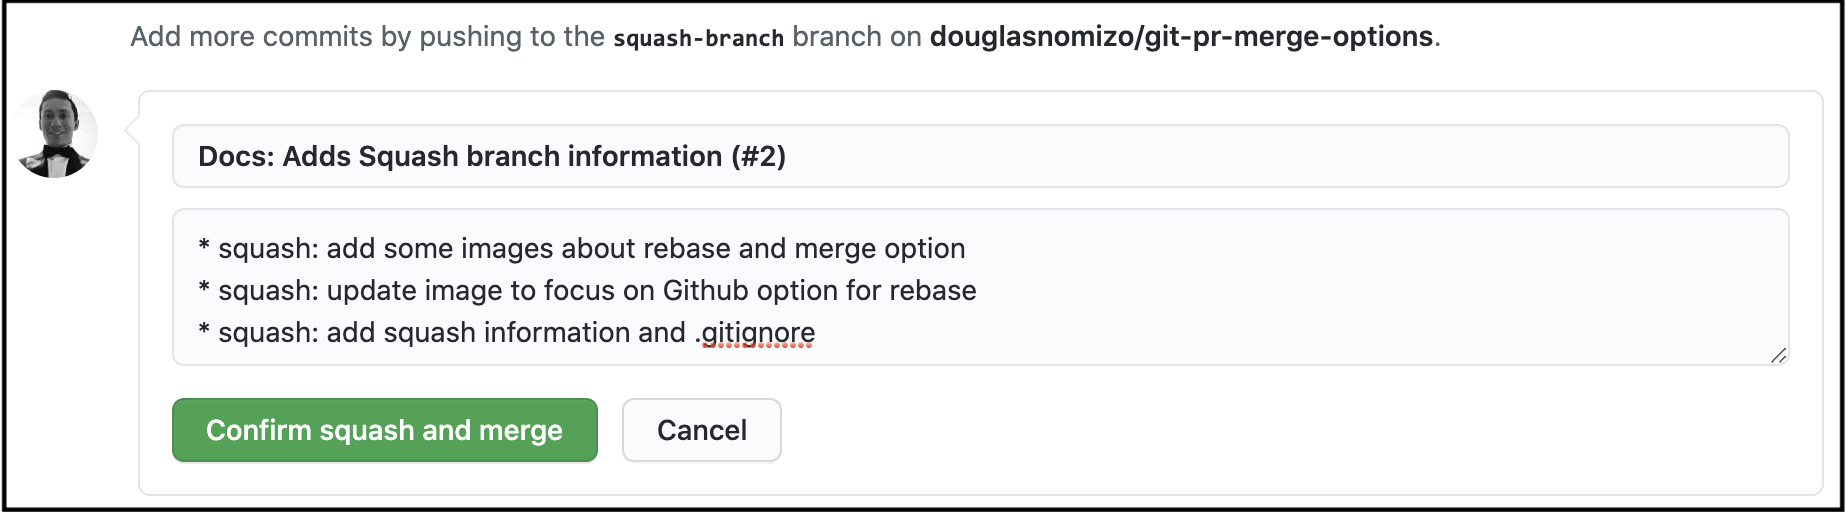 Add more commits by pushing to the squash-branch branch on douglasnomizo/git-pr-merge-options.
Docs: Adds Squash branch information (#2)
* squash: add some images about rebase and merge option
* squash: update image to focus on Github option for rebase
* squash: add squash information and .gitignore
Confirm squash and merge
Cancel